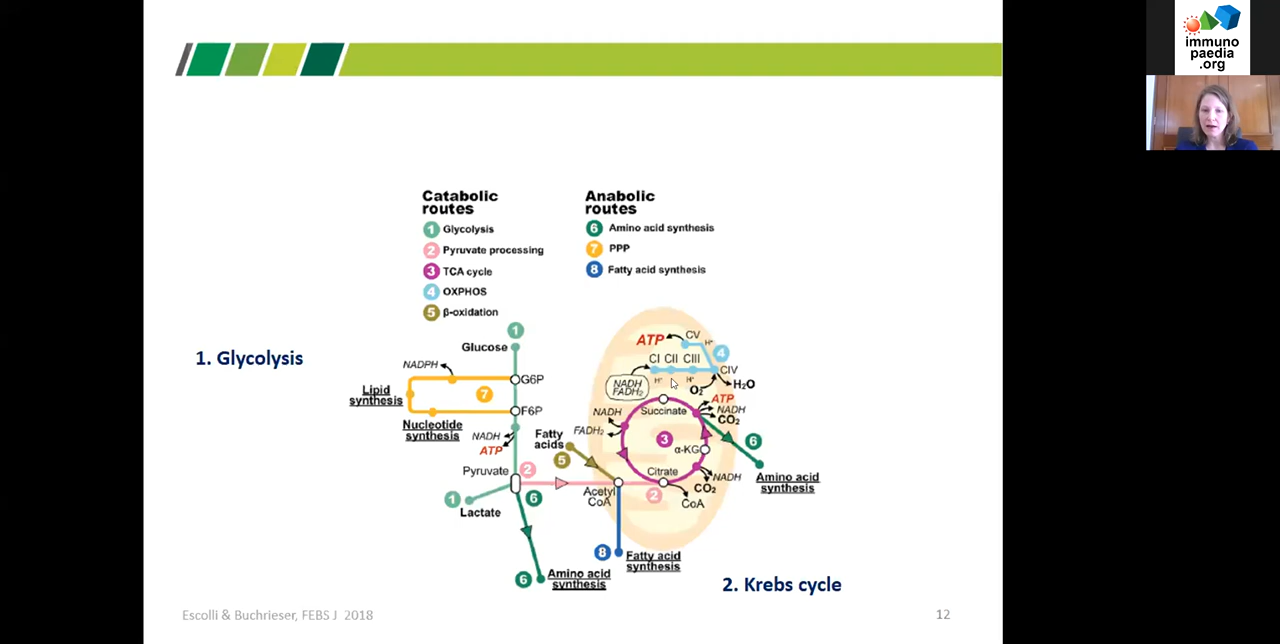 immuno
paedia
.org
Catabolic
routes
1 Glycolysis
2 Pyruvate processing
3 TCA cycle
4 OXPHOS
5 β-oxidation
Anabolic
routes
6 Amino acid synthesis
7 PPP
8 Fatty acid synthesis
1. Glycolysis
1
Glucose
NADPH
G6P
7
Lipid
synthesis
F6P
Nucleotide
synthesis
NADH
ATP
Pyruvate
2
1
Lactate
6
6
Amino acid
synthesis
Fatty
acids
5
Acetyl
CoA
8
Fatty acid
synthesis
ATP
CV
H⁺
4
CI CII CIII
CIV
NADH
FADH₂
H⁺
H⁺
O₂
H₂O
Succinate
ATP
NADH
CO₂
NADH
FADH₂
3
α-KG
6
Amino acid
synthesis
Citrate
NADH
CO₂
2
CoA
2. Krebs cycle
Escolli & Buchrieser, FEBS J 2018
12